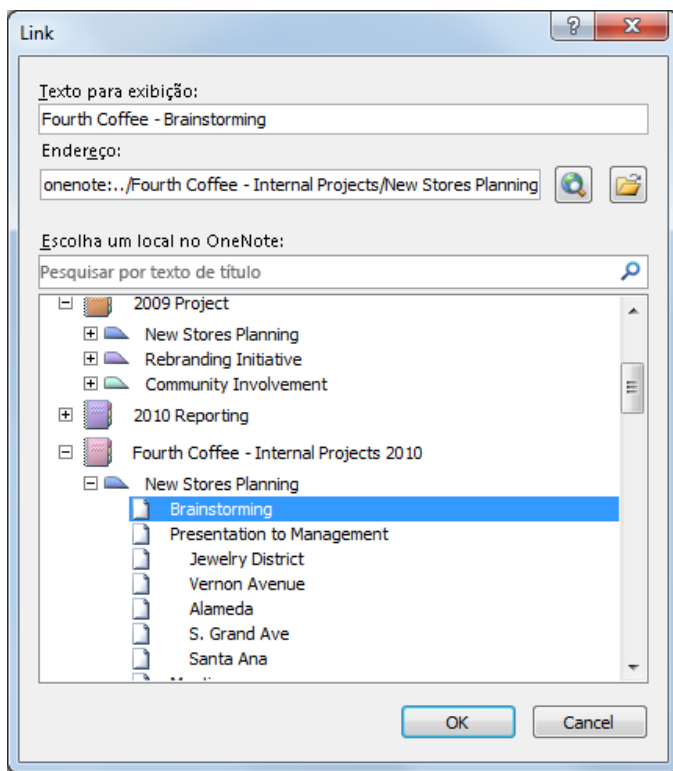 Link
Texto para exibição:
Fourth Coffee - Brainstorming
Endereço:
onenote:../Fourth Coffee - Internal Projects/New Stores Planning
Escolha um local no OneNote:
Pesquisar por texto de título
2009 Project
New Stores Planning
Rebranding Initiative
Community Involvement
2010 Reporting
Fourth Coffee - Internal Projects 2010
New Stores Planning
Brainstorming
Presentation to Management
Jewelry District
Vernon Avenue
Alameda
S. Grand Ave
Santa Ana
OK Cancel